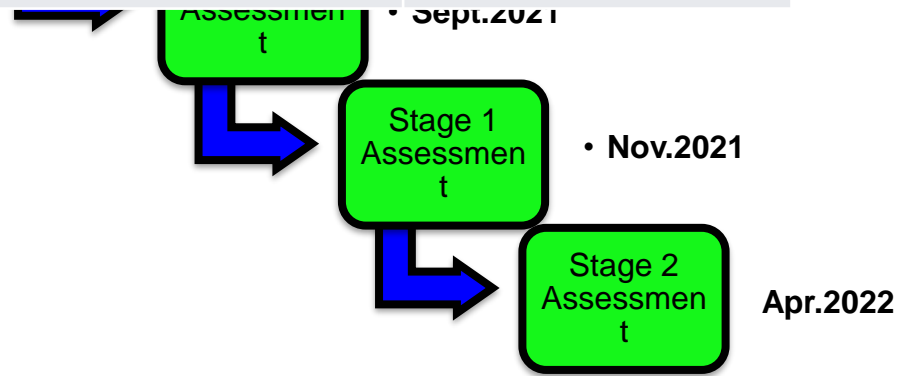 Assessmen
t
• Sept.2021
Stage 1
Assessmen
t
• Nov.2021
Stage 2
Assessmen
t
Apr.2022